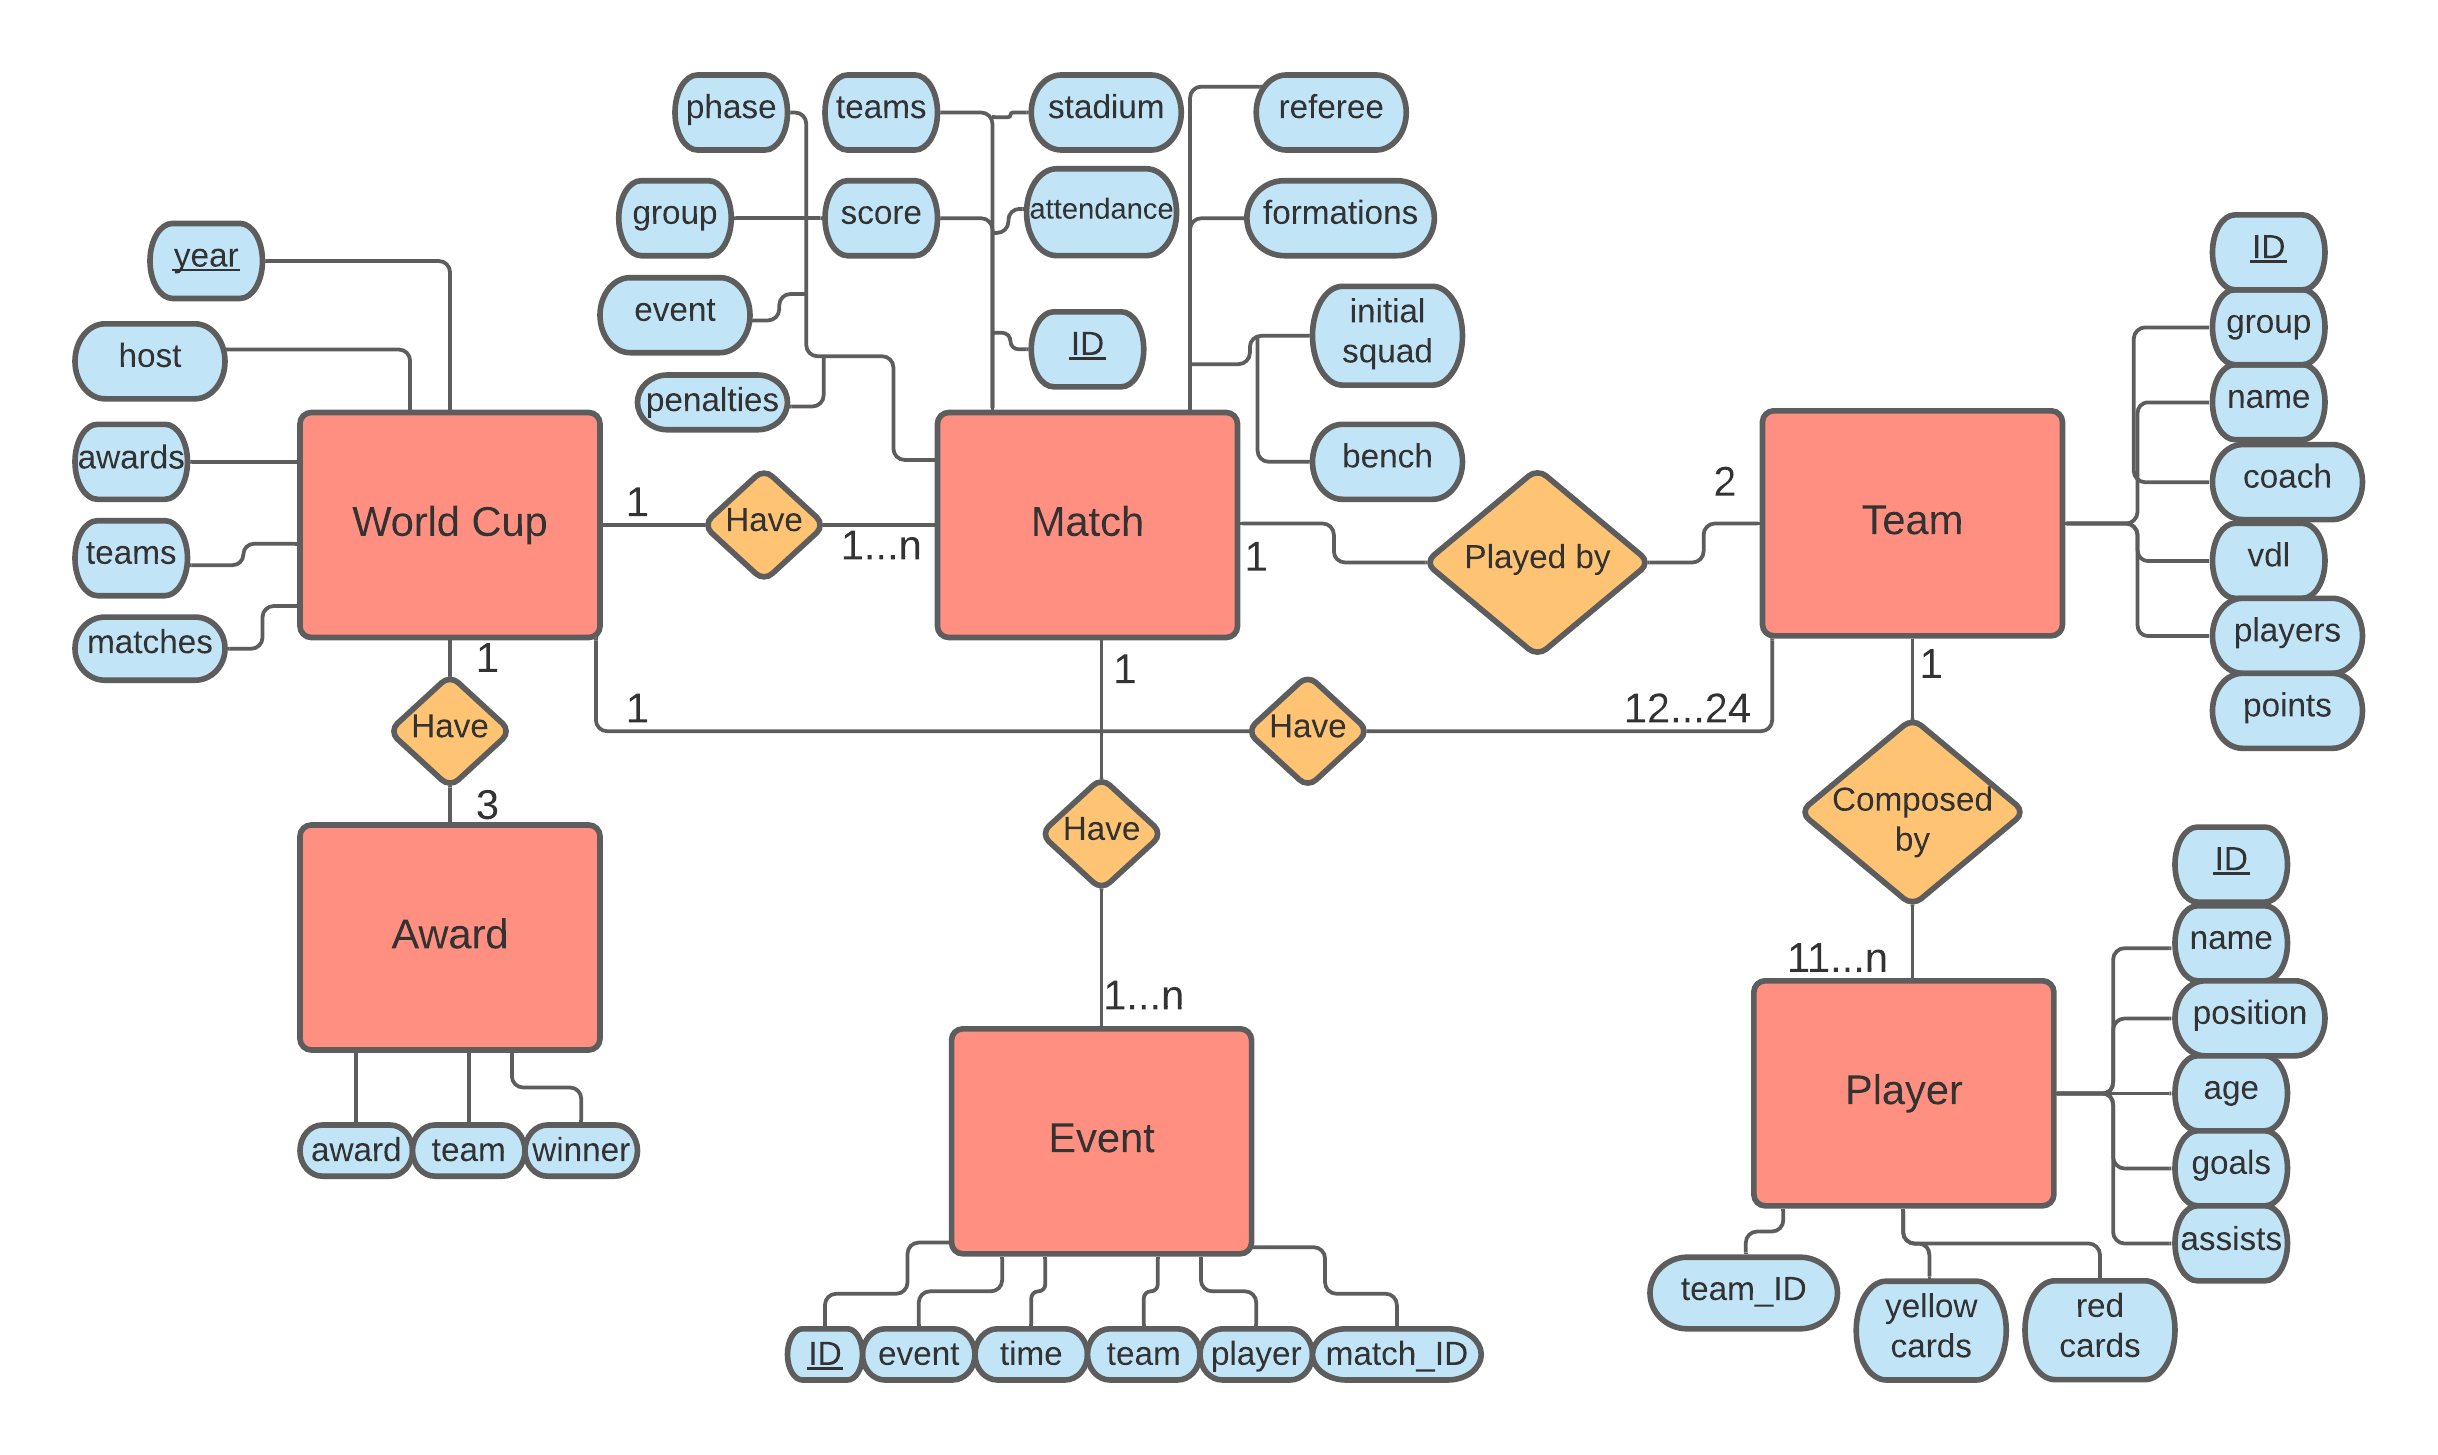 phase
teams
stadium
referee
group
score
attendance
formations
year
ID
event
initial
squad
group
host
ID
penalties
name
awards
bench
coach
World Cup
1
Have
1...n
Match
1
Played by
2
Team
teams
vdl
matches
players
1
1
1
points
Have
1
Have
12...24
3
Have
Composed
by
ID
Award
name
11...n
1...n
position
award
team
winner
Event
Player
age
goals
assists
team_ID
yellow
cards
red
cards
ID
event
time
team
player
match_ID